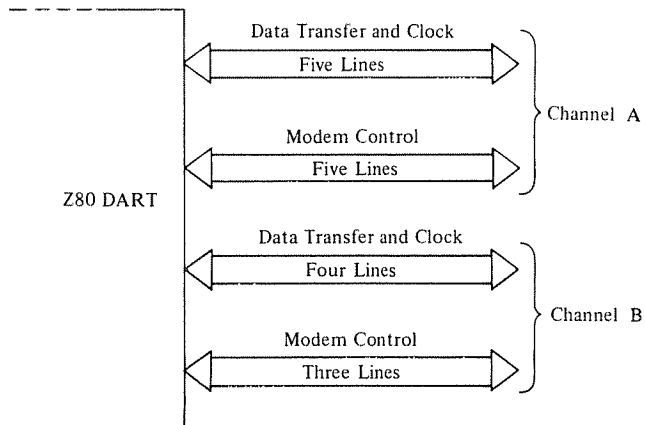 Data Transfer and Clock
Five Lines
Channel A
Modem Control
Five Lines
Z80 DART
Data Transfer and Clock
Four Lines
Channel B
Modem Control
Three Lines